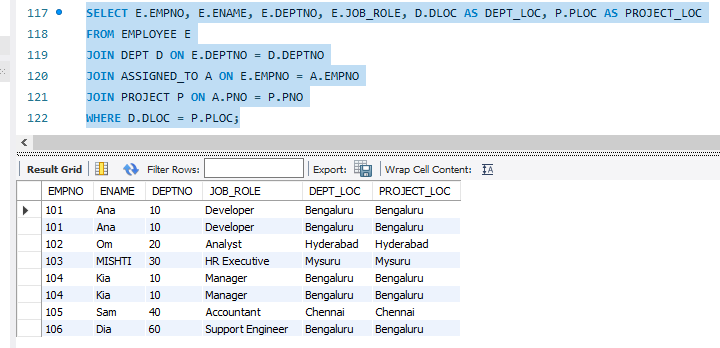 117 SELECT E.EMPNO, E.ENAME, E.DEPTNO, E.JOB_ROLE, D.DLOC AS DEPT_LOC, P.PLOC AS PROJECT_LOC
118 FROM EMPLOYEE E
119 JOIN DEPT D ON E.DEPTNO = D.DEPTNO
120 JOIN ASSIGNED_TO A ON E.EMPNO = A.EMPNO
121 JOIN PROJECT P ON A.PNO = P.PNO
122 WHERE D.DLOC = P.PLOC;
Result Grid Filter Rows: Export: Wrap Cell Content: IA
EMPNO ENAME DEPTNO JOB_ROLE DEPT_LOC PROJECT_LOC
101 Ana 10 Developer Bengaluru Bengaluru
101 Ana 10 Developer Bengaluru Bengaluru
102 Om 20 Analyst Hyderabad Hyderabad
103 MISHTI 30 HR Executive Mysuru Mysuru
104 Kia 10 Manager Bengaluru Bengaluru
104 Kia 10 Manager Bengaluru Bengaluru
105 Sam 40 Accountant Chennai Chennai
106 Dia 60 Support Engineer Bengaluru Bengaluru